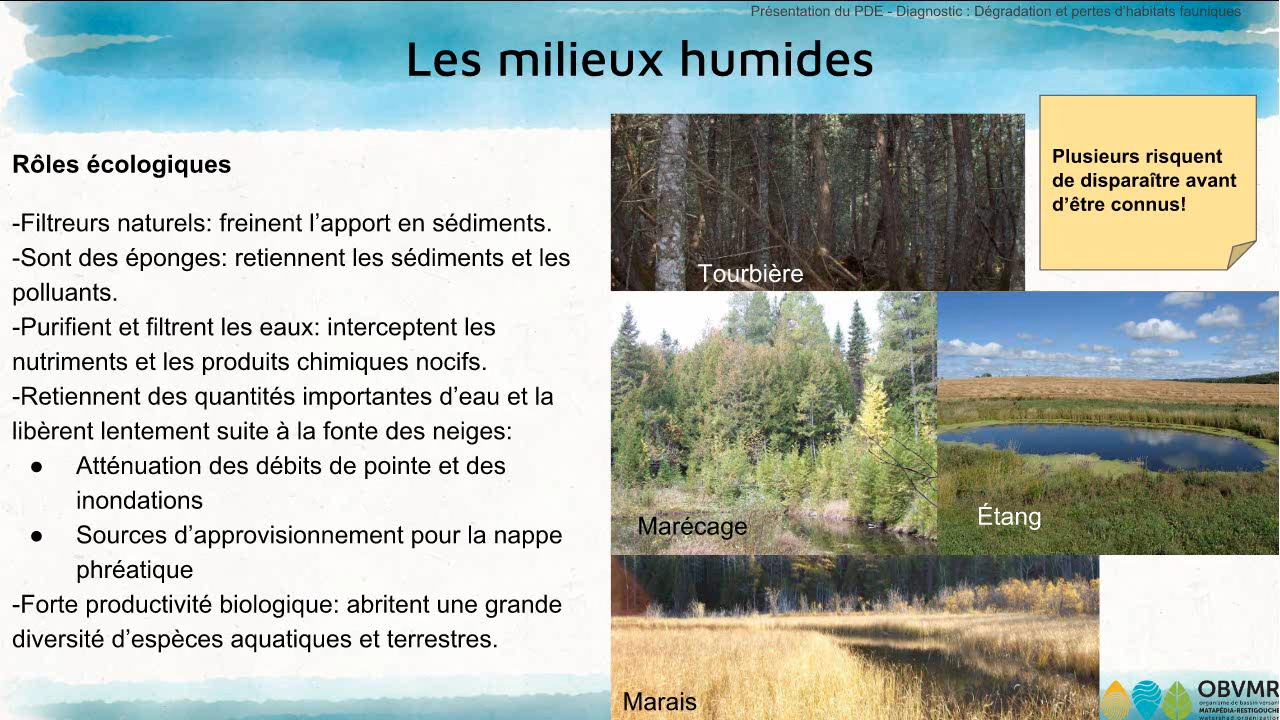 Présentation du PDE - Diagnostic : Dégradation et pertes d'habitats fauniques
Les milieux humides
Rôles écologiques
-Filtreurs naturels: freinent l’apport en sédiments.
-Sont des éponges: retiennent les sédiments et les
polluants.
-Purifient et filtrent les eaux: interceptent les
nutriments et les produits chimiques nocifs.
-Retiennent des quantités importantes d’eau et la
libèrent lentement suite à la fonte des neiges:
● Atténuation des débits de pointe et des
inondations
● Sources d’approvisionnement pour la nappe
phréatique
-Forte productivité biologique: abritent une grande
diversité d’espèces aquatiques et terrestres.
Plusieurs risquent
de disparaître avant
d’être connus!
Tourbière
Marécage
Étang
Marais
OBVMR
organisme de bassin versant
MATAPÉDIA-RESTIGOUCHE
watershed organization